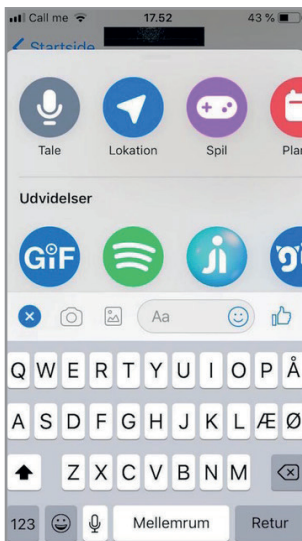 Call me 17.52 43 %
Startside
Tale Lokation Spil Plan
Udvidelser
GiF
Aa
Q W E R T Y U I O P Å
A S D F G H J K L Æ Ø
Z X C V B N M
123 Mellemrum Retur